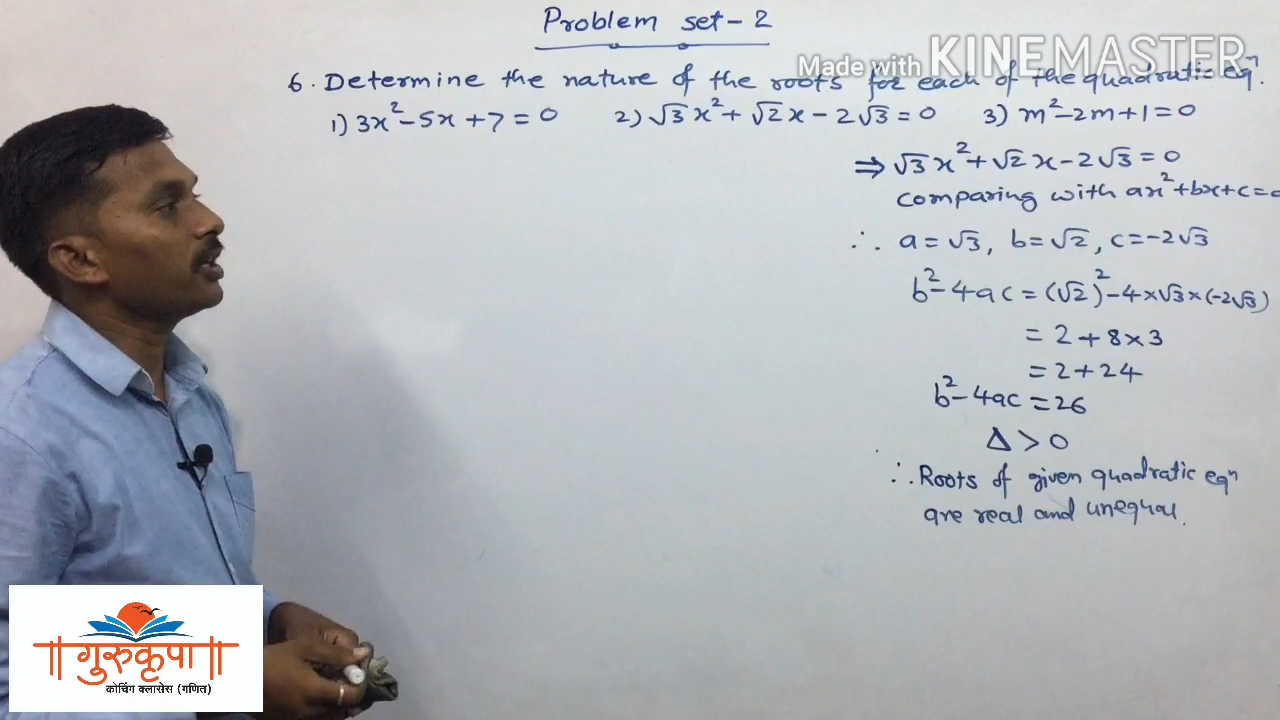 Problem set - 2
Made with KINEMASTER
6. Determine the nature of the roots for each of the quadratic eqⁿ.
1) 3x² - 5x + 7 = 0 2) √3 x² + √2 x - 2√3 = 0 3) m² - 2m + 1 = 0
⇒ √3 x² + √2 x - 2√3 = 0
comparing with ax² + bx + c = 0
∴ a = √3, b = √2, c = -2√3
b² - 4ac = (√2)² - 4 × √3 × (-2√3)
= 2 + 8 × 3
= 2 + 24
b² - 4ac = 26
Δ > 0
∴ Roots of given quadratic eqⁿ
are real and unequal.
॥ गुरुकृपा ॥
कोचिंग क्लासेस (गणित)